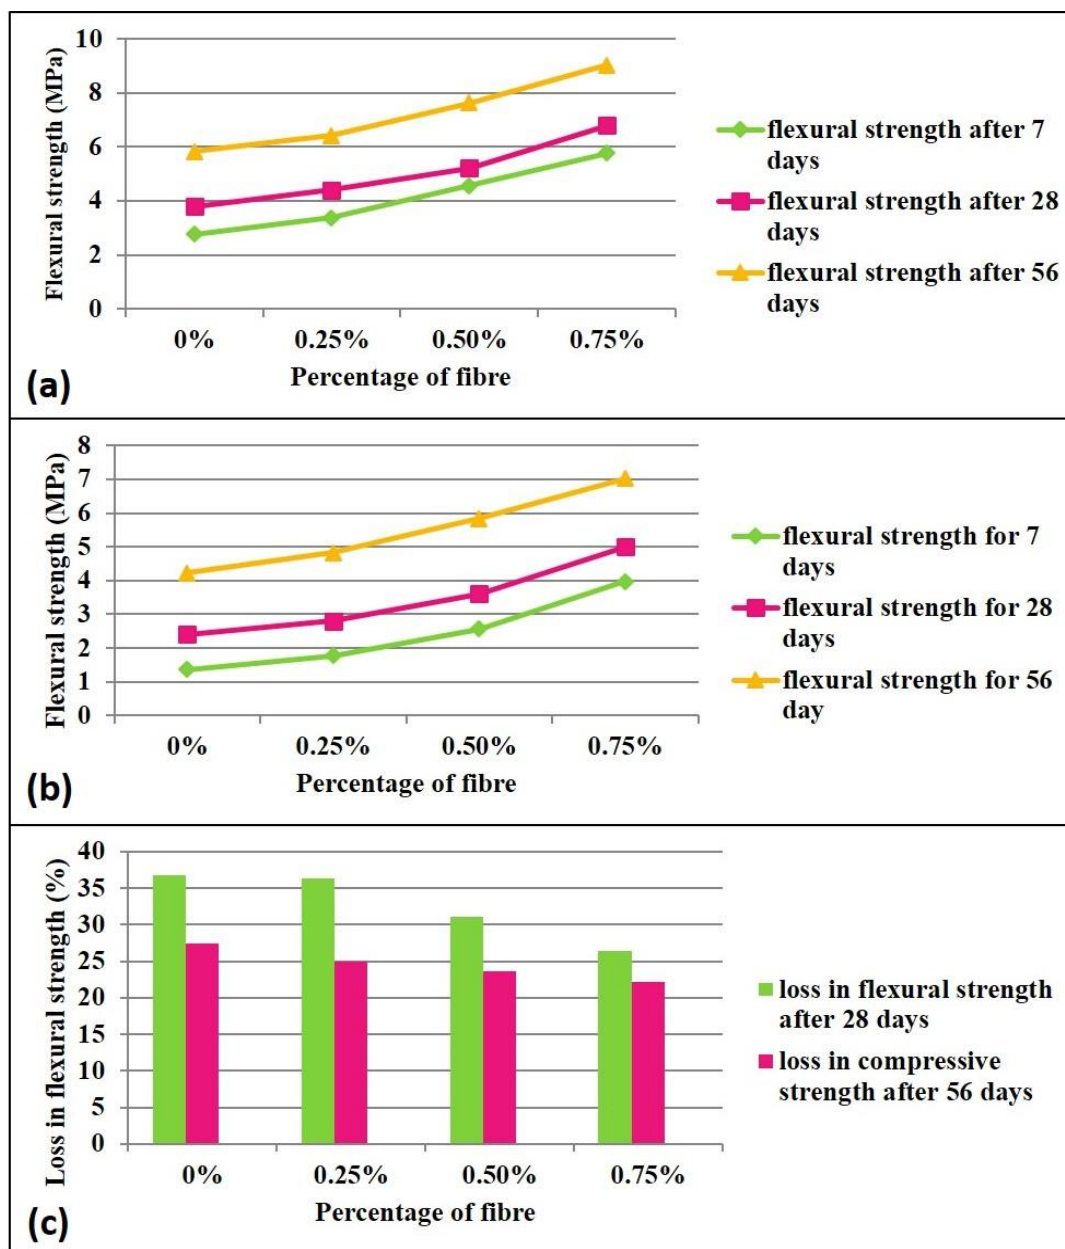 10
8
6
4
2
0
Flexural strength (MPa)
0% 0.25% 0.50% 0.75%
Percentage of fibre
flexural strength after 7
days
flexural strength after 28
days
flexural strength after 56
days
(a)
8
7
6
5
4
3
2
1
0
Flexural strength (MPa)
0% 0.25% 0.50% 0.75%
Percentage of fibre
flexural strength for 7
days
flexural strength for 28
days
flexural strength for 56
day
(b)
40
35
30
25
20
15
10
5
0
Loss in flexural strength (%)
0% 0.25% 0.50% 0.75%
Percentage of fibre
loss in flexural strength
after 28 days
loss in compressive
strength after 56 days
(c)